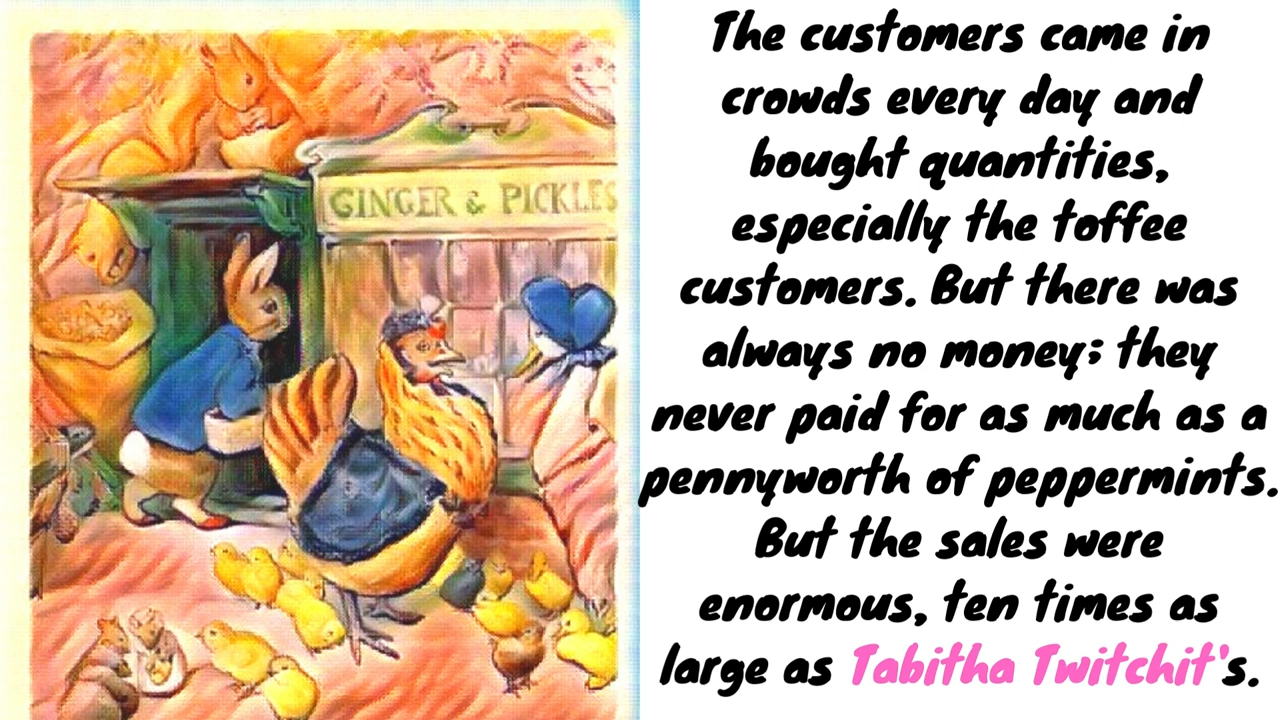 GINGER & PICKLES
The customers came in
crowds every day and
bought quantities,
especially the toffee
customers. But there was
always no money; they
never paid for as much as a
pennyworth of peppermints.
But the sales were
enormous, ten times as
large as Tabitha Twitchit's.